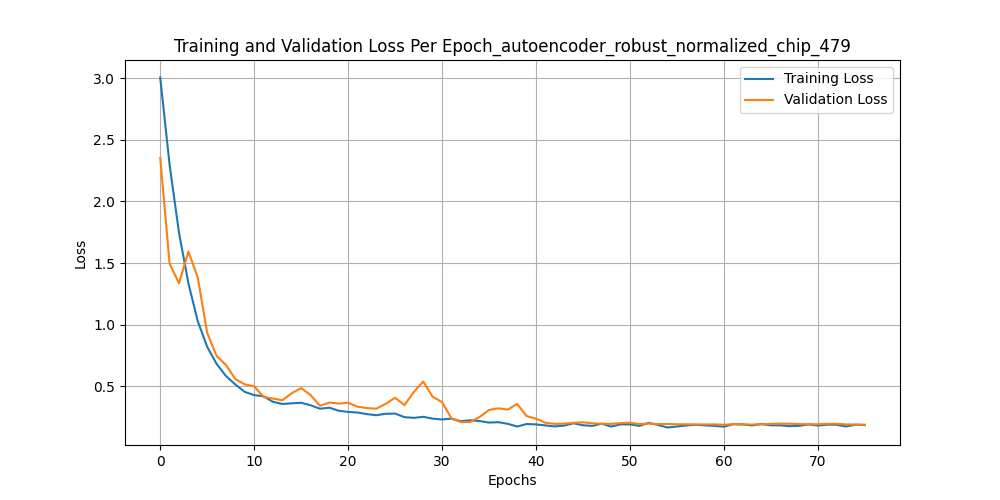 Training and Validation Loss Per Epoch_autoencoder_robust_normalized_chip_479
Training Loss
Validation Loss
Loss
3.0
2.5
2.0
1.5
1.0
0.5
0 10 20 30 40 50 60 70
Epochs